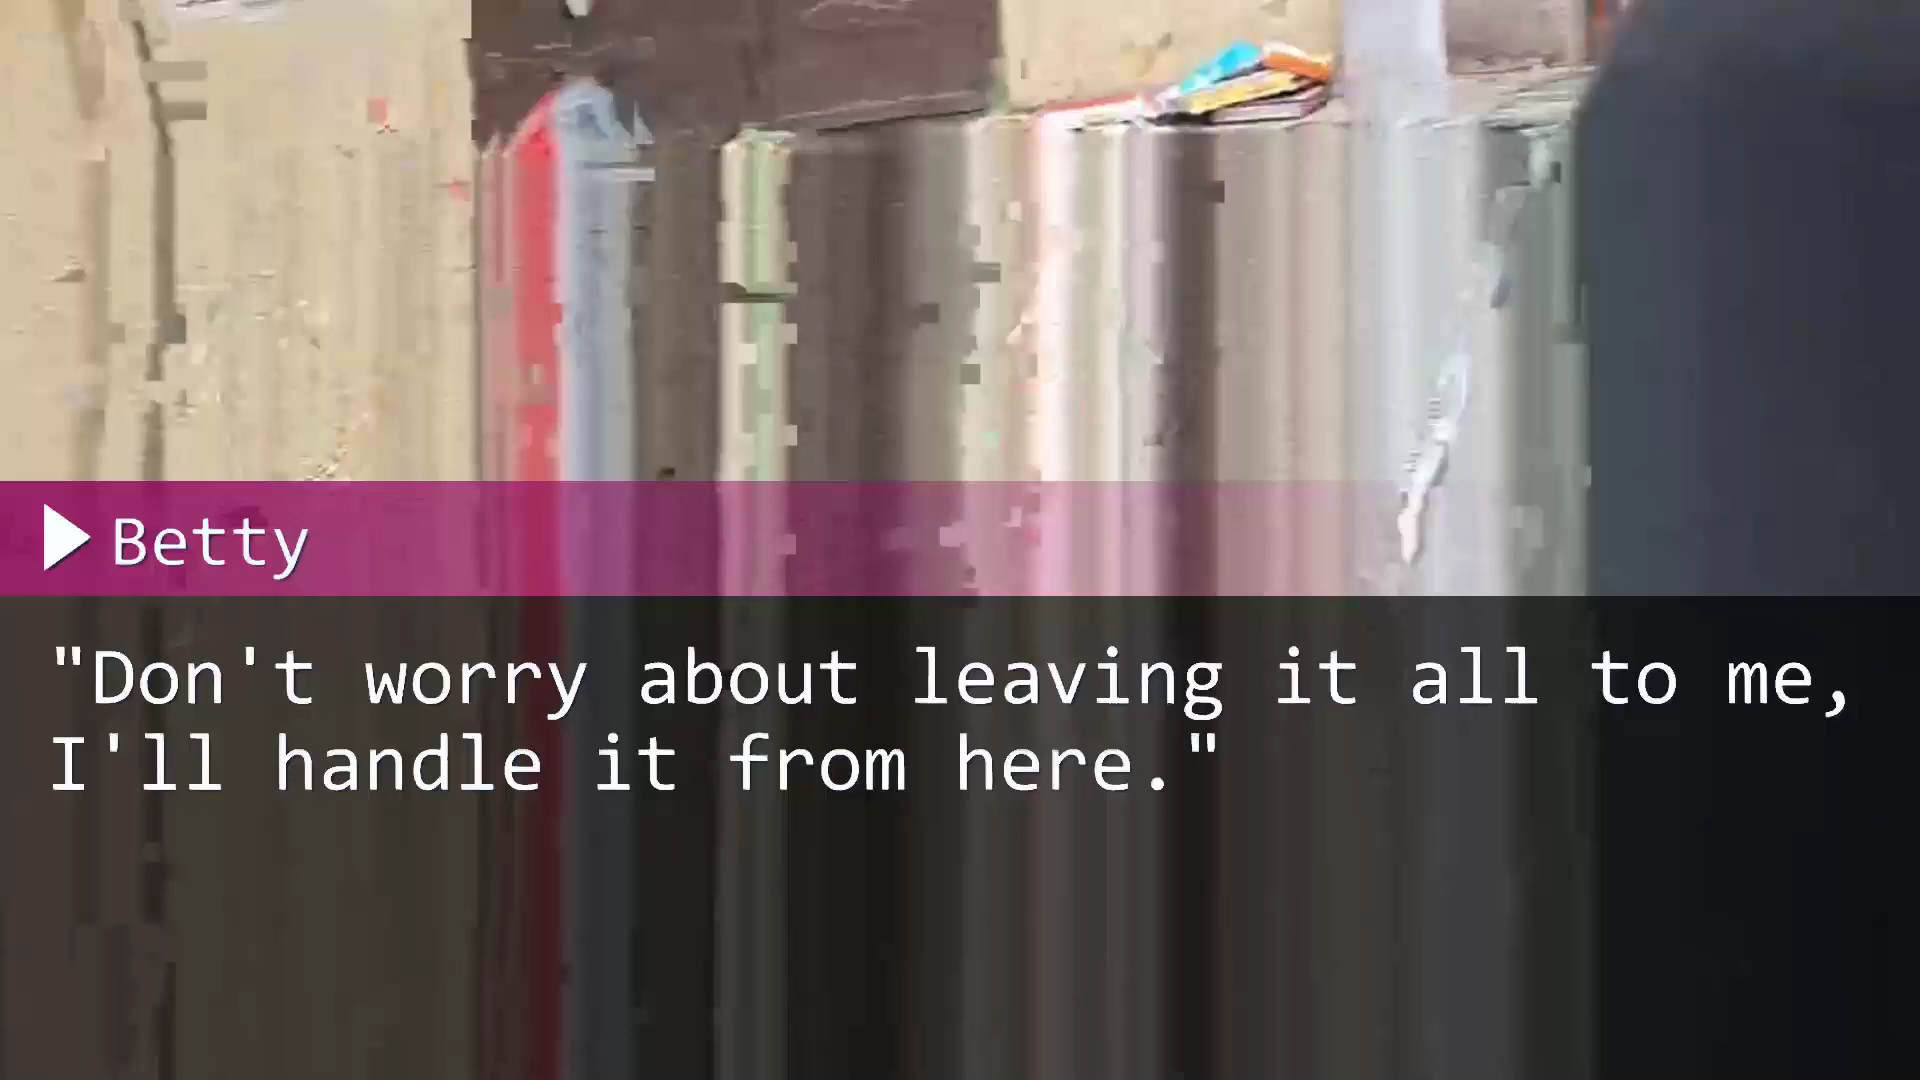 Betty
"Don't worry about leaving it all to me,
I'll handle it from here."